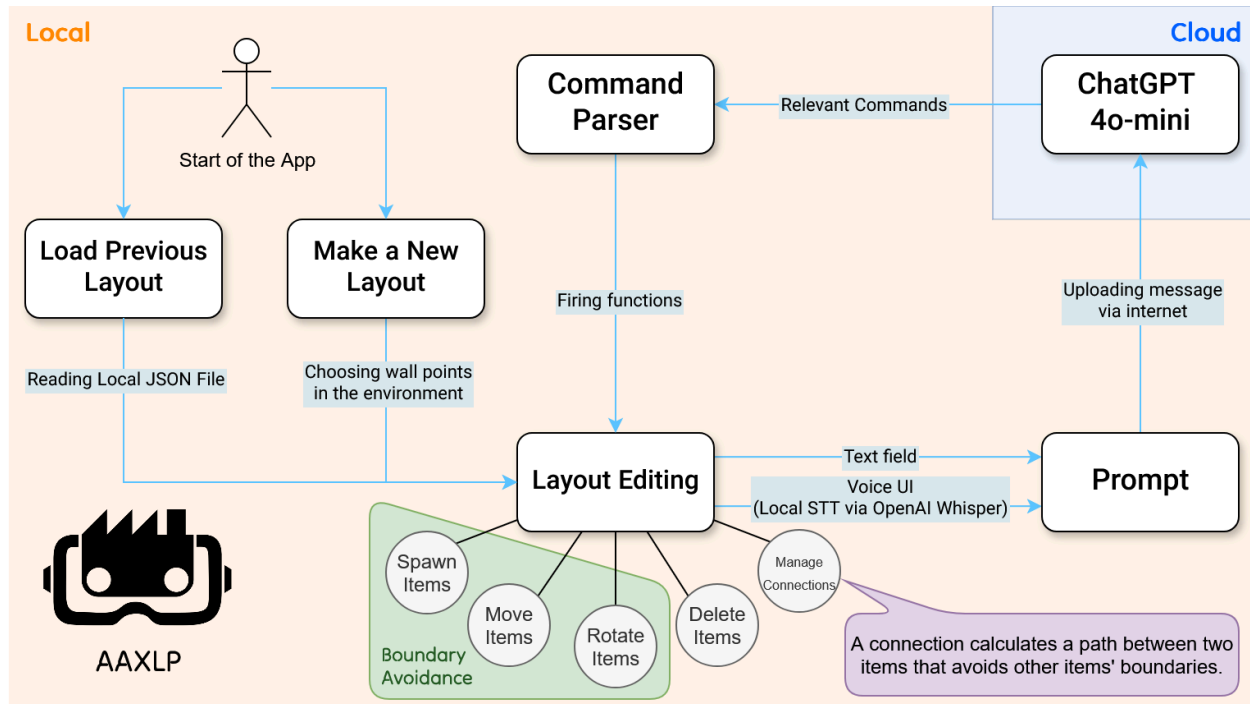 Local
Cloud
Command
Parser
Relevant Commands
ChatGPT
4o-mini
Start of the App
Load Previous
Layout
Make a New
Layout
Firing functions
Uploading message
via internet
Reading Local JSON File
Choosing wall points
in the environment
Layout Editing
Text field
Voice UI
(Local STT via OpenAI Whisper)
Prompt
Spawn
Items
Move
Items
Rotate
Items
Delete
Items
Manage
Connections
Boundary
Avoidance
A connection calculates a path between two
items that avoids other items' boundaries.
AAXLP